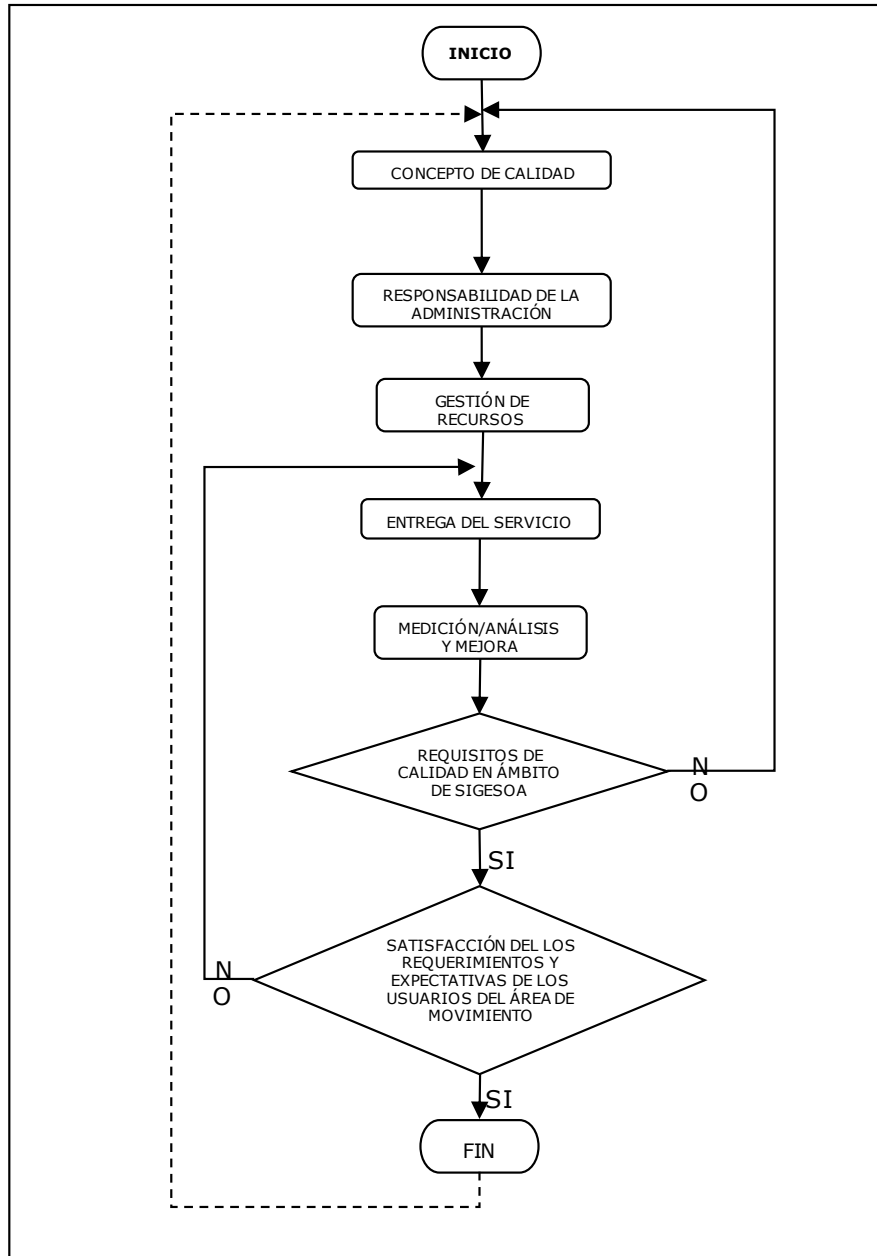 INICIO
CONCEPTO DE CALIDAD
RESPONSABILIDAD DE LA
ADMINISTRACIÓN
GESTIÓN DE
RECURSOS
ENTREGA DEL SERVICIO
MEDICIÓN/ANÁLISIS
Y MEJORA
REQUISITOS DE
CALIDAD EN ÁMBITO
DE SIGESOA
N
O
SI
SATISFACCIÓN DEL LOS
REQUERIMIENTOS Y
EXPECTATIVAS DE LOS
USUARIOS DEL ÁREA DE
MOVIMIENTO
N
O
SI
FIN